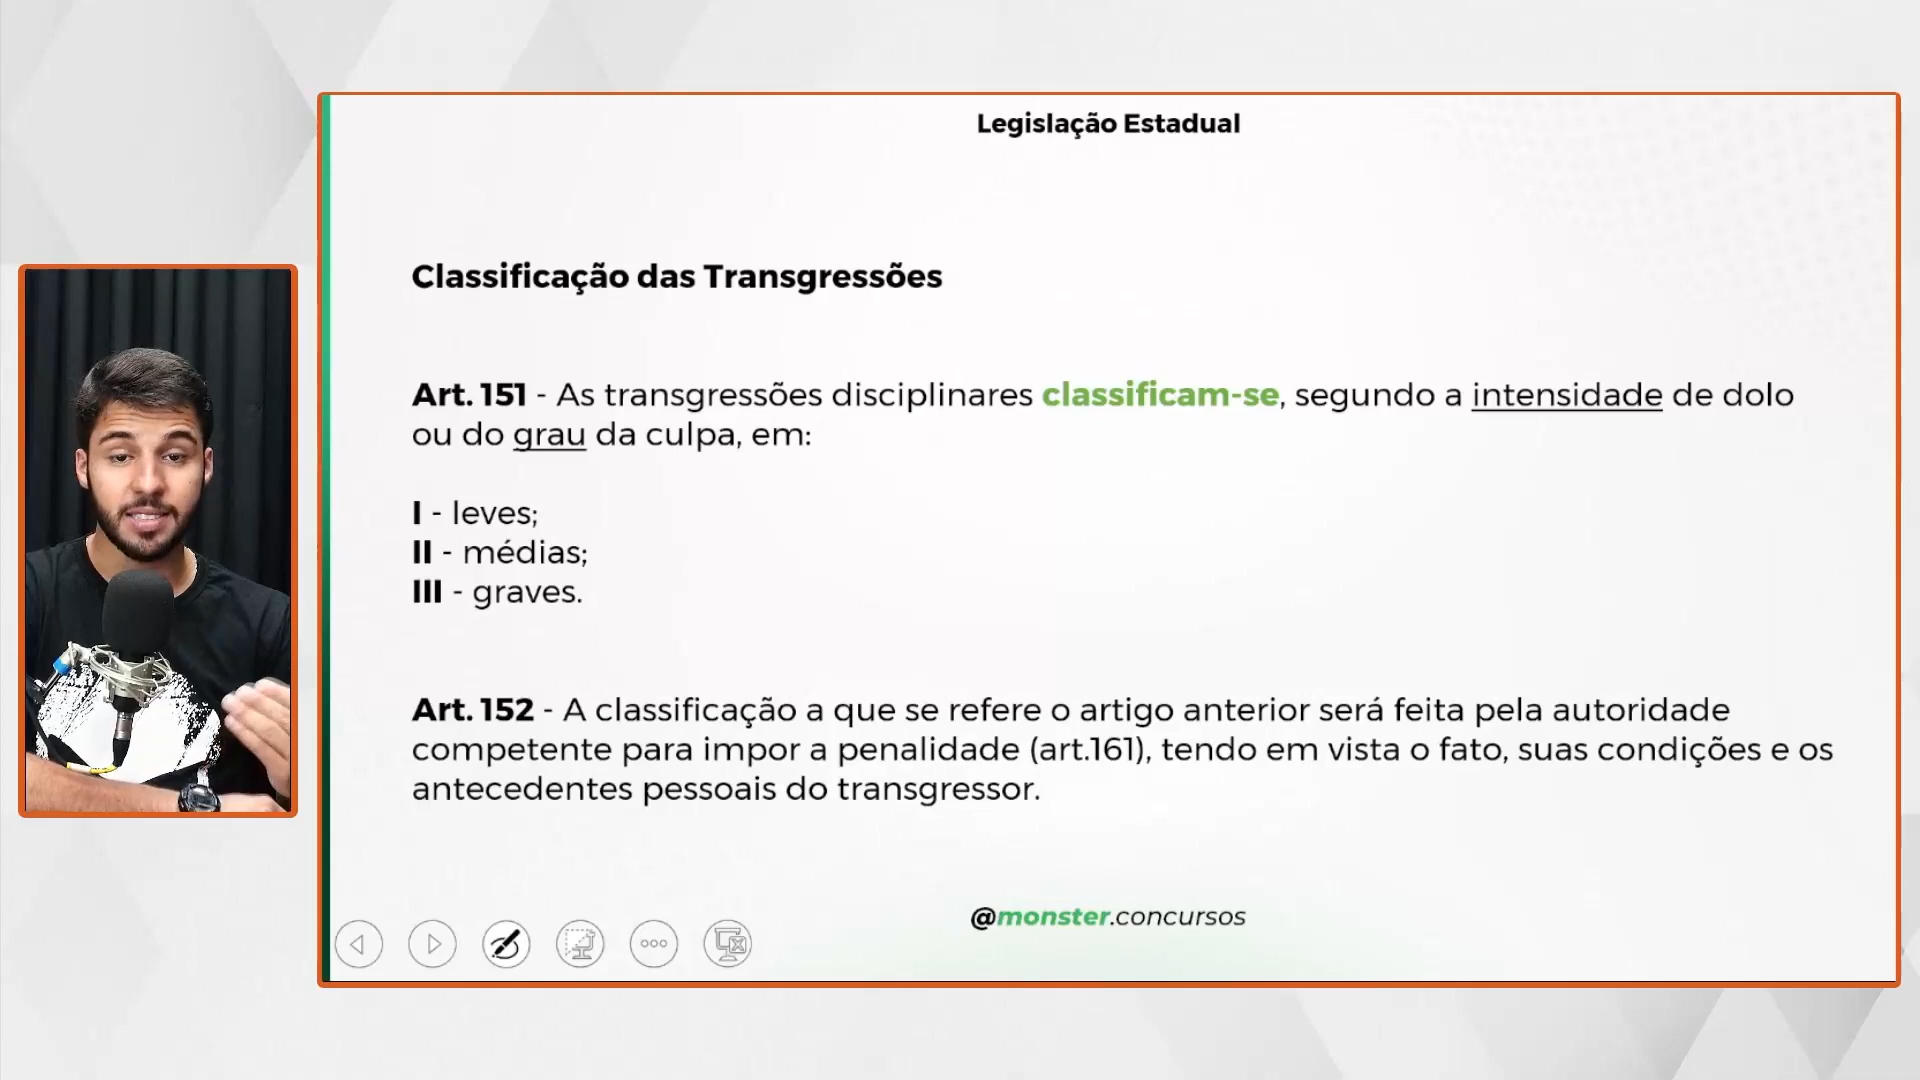 Legislação Estadual
Classificação das Transgressões
Art. 151 - As transgressões disciplinares classificam-se, segundo a intensidade de dolo
ou do grau da culpa, em:
I - leves;
II - médias;
III - graves.
Art. 152 - A classificação a que se refere o artigo anterior será feita pela autoridade
competente para impor a penalidade (art.161), tendo em vista o fato, suas condições e os
antecedentes pessoais do transgressor.
@monster.concursos